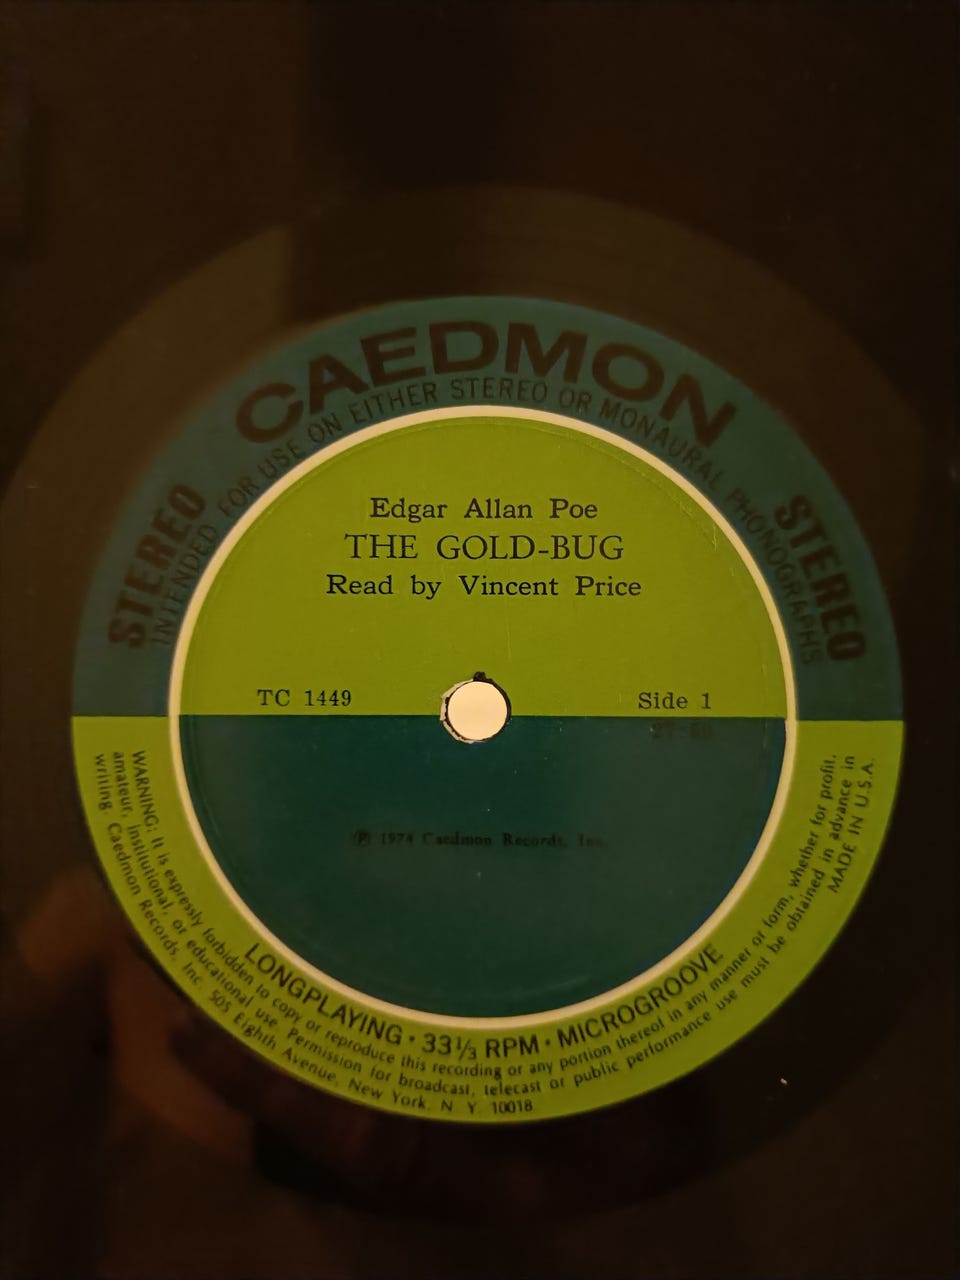 CAEDMON
STEREO
INTENDED FOR USE ON EITHER STEREO OR MONAURAL PHONOGRAPHS
STEREO
Edgar Allan Poe
THE GOLD-BUG
Read by Vincent Price
TC 1449
Side 1
℗ 1974 Caedmon Records, Inc.
LONGPLAYING · 33⅓ RPM · MICROGROOVE
WARNING: It is expressly forbidden to copy or reproduce this recording or any portion thereof in any manner or form, whether for profit,
amateur, institutional, or educational use. Permission for broadcast, telecast or public performance use must be obtained in advance in
writing. Caedmon Records, Inc. 505 Eighth Avenue, New York, N. Y. 10018
MADE IN U.S.A.